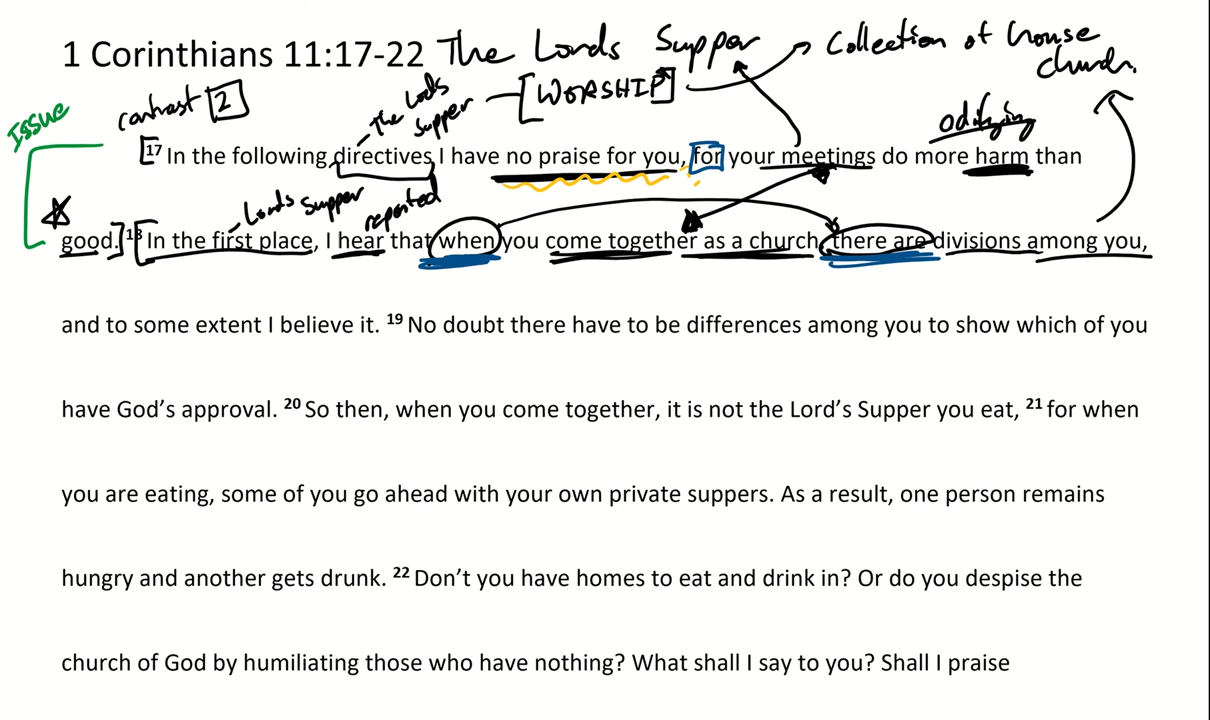 1 Corinthians 11:17-22 The Lords Supper Collection of house
church.
Issue contrast 2 the Lords Supper [WORSHIP] edifying
[17 In the following directives, I have no praise for you, for your meetings do more harm than
Lords Supper reported
good.] 18 [In the first place, I hear that when you come together as a church, there are divisions among you,
and to some extent I believe it. 19 No doubt there have to be differences among you to show which of you
have God’s approval. 20 So then, when you come together, it is not the Lord’s Supper you eat, 21 for when
you are eating, some of you go ahead with your own private suppers. As a result, one person remains
hungry and another gets drunk. 22 Don’t you have homes to eat and drink in? Or do you despise the
church of God by humiliating those who have nothing? What shall I say to you? Shall I praise